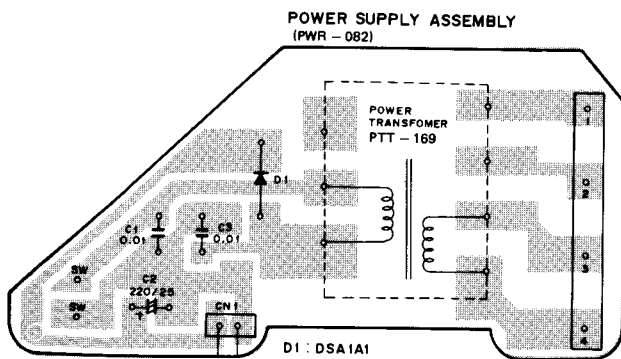 POWER SUPPLY ASSEMBLY
(PWR - 082)
POWER
TRANSFOMER
PTT - 169
1
D1
2
C1
0.01
C3
0.01
3
SW
C2
220/25
+
SW
CN1
4
D1 : DSA1A1